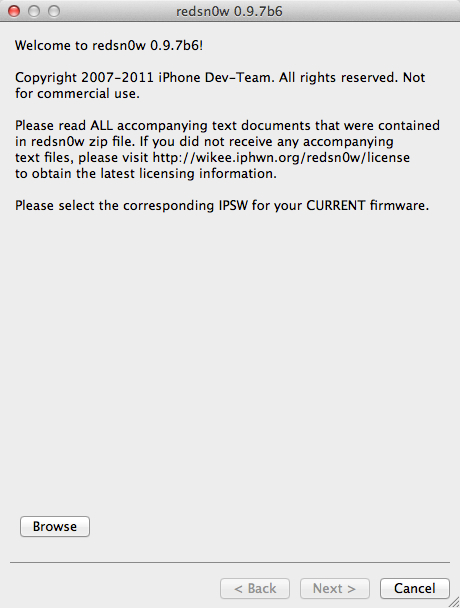 redsn0w 0.9.7b6
Welcome to redsn0w 0.9.7b6!
Copyright 2007-2011 iPhone Dev-Team. All rights reserved. Not
for commercial use.
Please read ALL accompanying text documents that were contained
in redsn0w zip file. If you did not receive any accompanying
text files, please visit http://wikee.iphwn.org/redsn0w/license
to obtain the latest licensing information.
Please select the corresponding IPSW for your CURRENT firmware.
Browse
< Back
Next >
Cancel